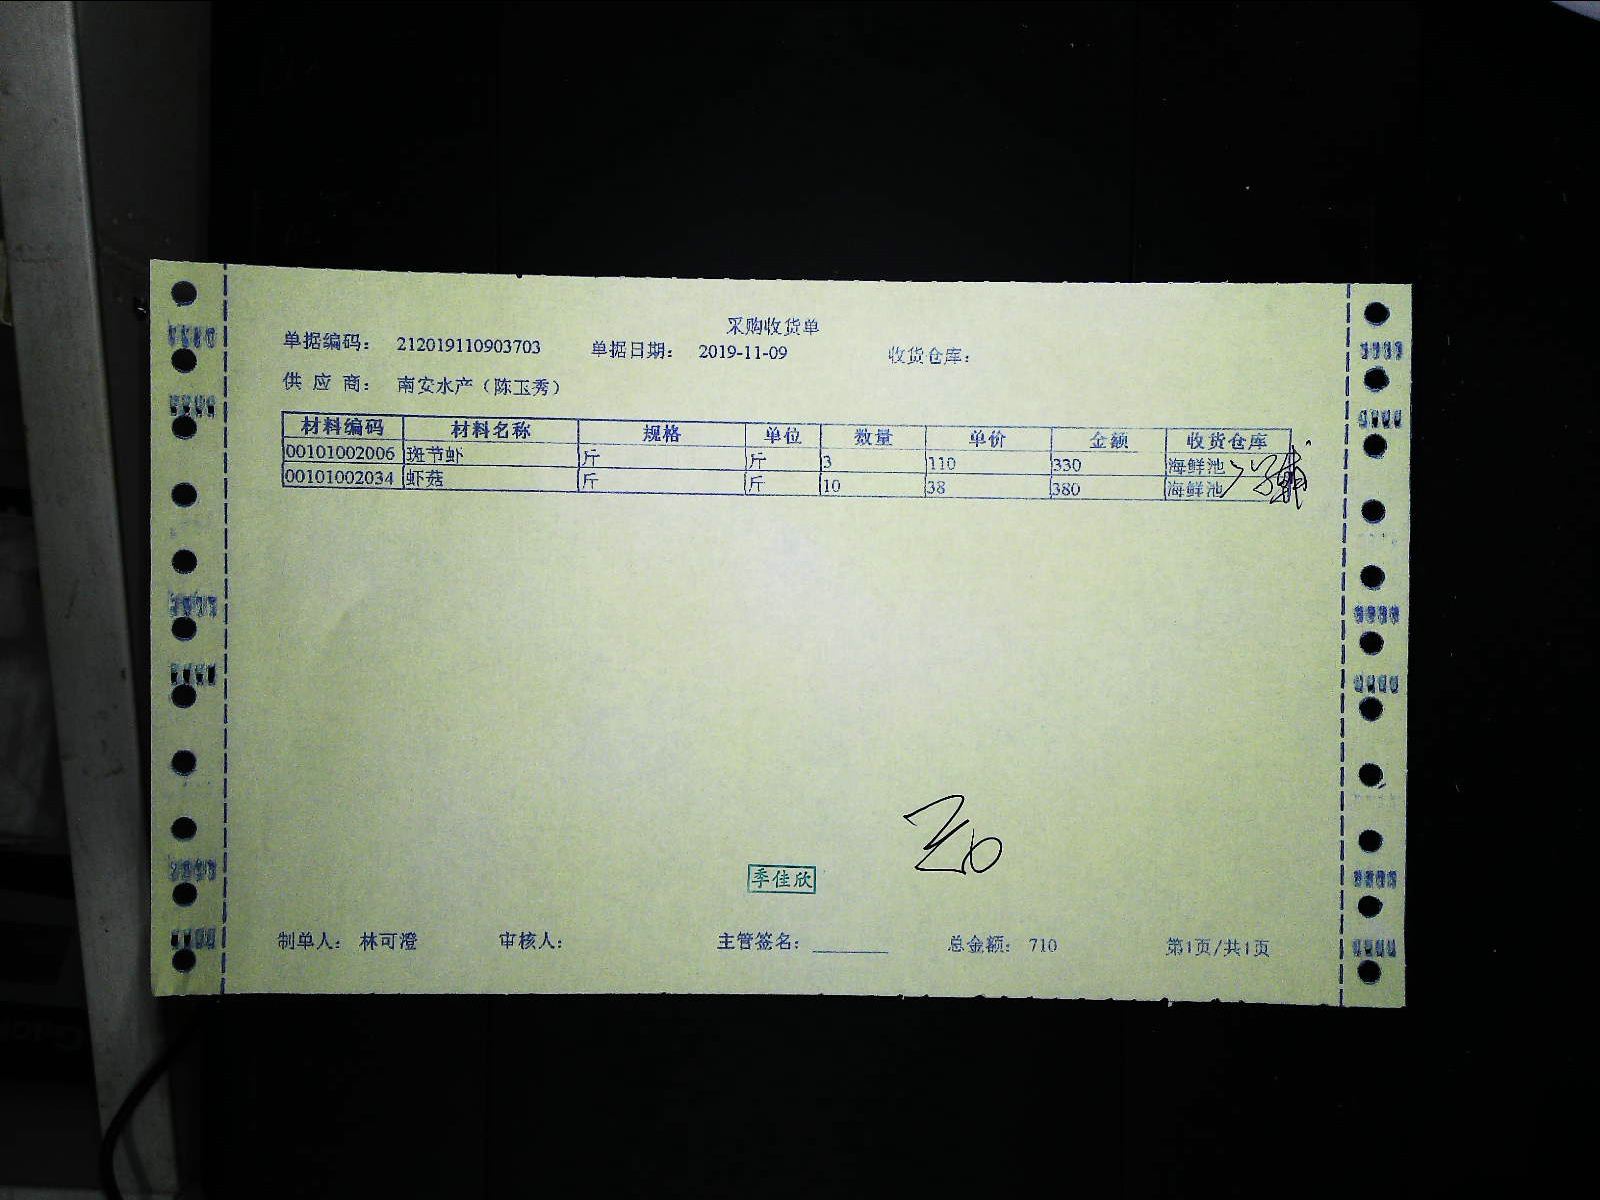 采购收货单
单据编码： 212019110903703 单据日期： 2019-11-09 收货仓库：
供 应 商： 南安水产（陈玉秀）
材料编码 材料名称 规格 单位 数量 单价 金额 收货仓库
00101002006 斑节虾 斤 斤 3 110 330 海鲜池
00101002034 虾菇 斤 斤 10 38 380 海鲜池
季佳欣
制单人： 林可澄 审核人： 主管签名： 总金额： 710 第1页/共1页